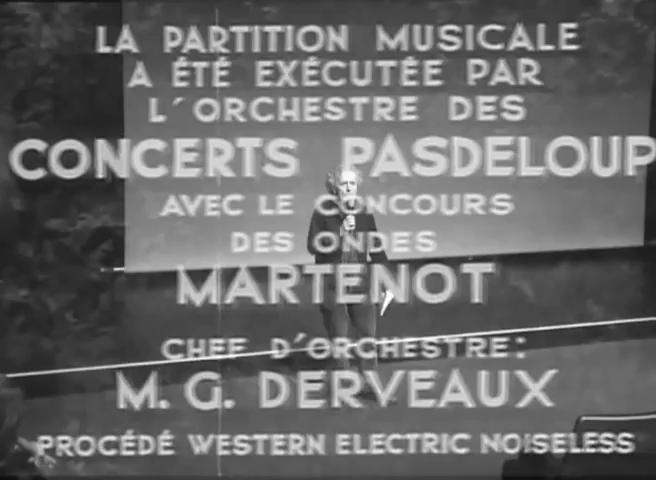 LA PARTITION MUSICALE
A ÉTÉ EXÉCUTÉE PAR
L'ORCHESTRE DES
CONCERTS PASDELOUP
AVEC LE CONCOURS
DES ONDES
MARTENOT
CHEF D'ORCHESTRE:
M. G. DERVEAUX
PROCÉDÉ WESTERN ELECTRIC NOISELESS